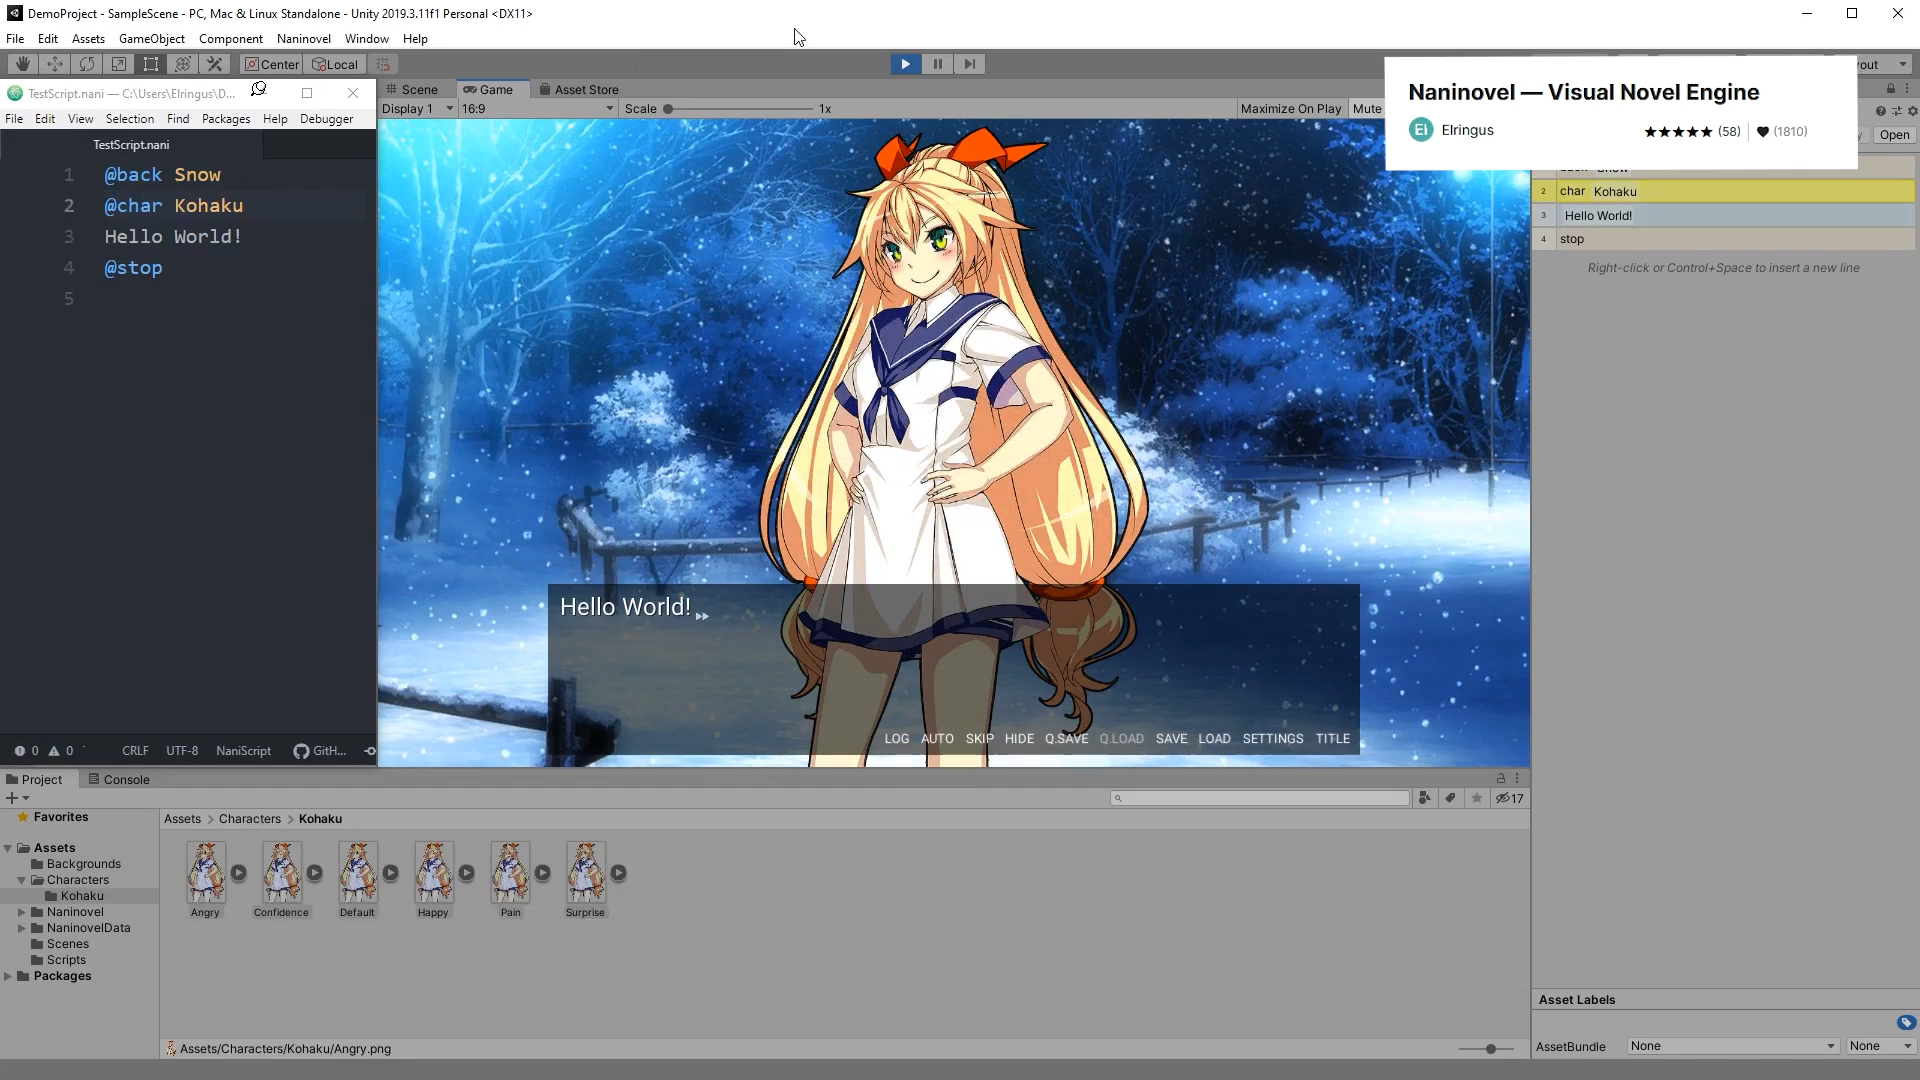 DemoProject - SampleScene - PC, Mac & Linux Standalone - Unity 2019.3.11f1 Personal <DX11>
File Edit Assets GameObject Component Naninovel Window Help
Center Local
TestScript.nani — C:\Users\Elringus\D...
File Edit View Selection Find Packages Help Debugger
TestScript.nani
1 @back Snow
2 @char Kohaku
3 Hello World!
4 @stop
5
0 0 CRLF UTF-8 NaniScript GitH...
Scene Game Asset Store
Display 1 16:9 Scale 1x Maximize On Play Mute
Hello World!
LOG AUTO SKIP HIDE Q.SAVE Q.LOAD SAVE LOAD SETTINGS TITLE
Naninovel — Visual Novel Engine
El Elringus (58) (1810)
Open
2 char Kohaku
3 Hello World!
4 stop
Right-click or Control+Space to insert a new line
Project Console
17
Favorites
Assets
Backgrounds
Characters
Kohaku
Naninovel
NaninovelData
Scenes
Scripts
Packages
Assets > Characters > Kohaku
Angry Confidence Default Happy Pain Surprise
Assets/Characters/Kohaku/Angry.png
Asset Labels
AssetBundle None None